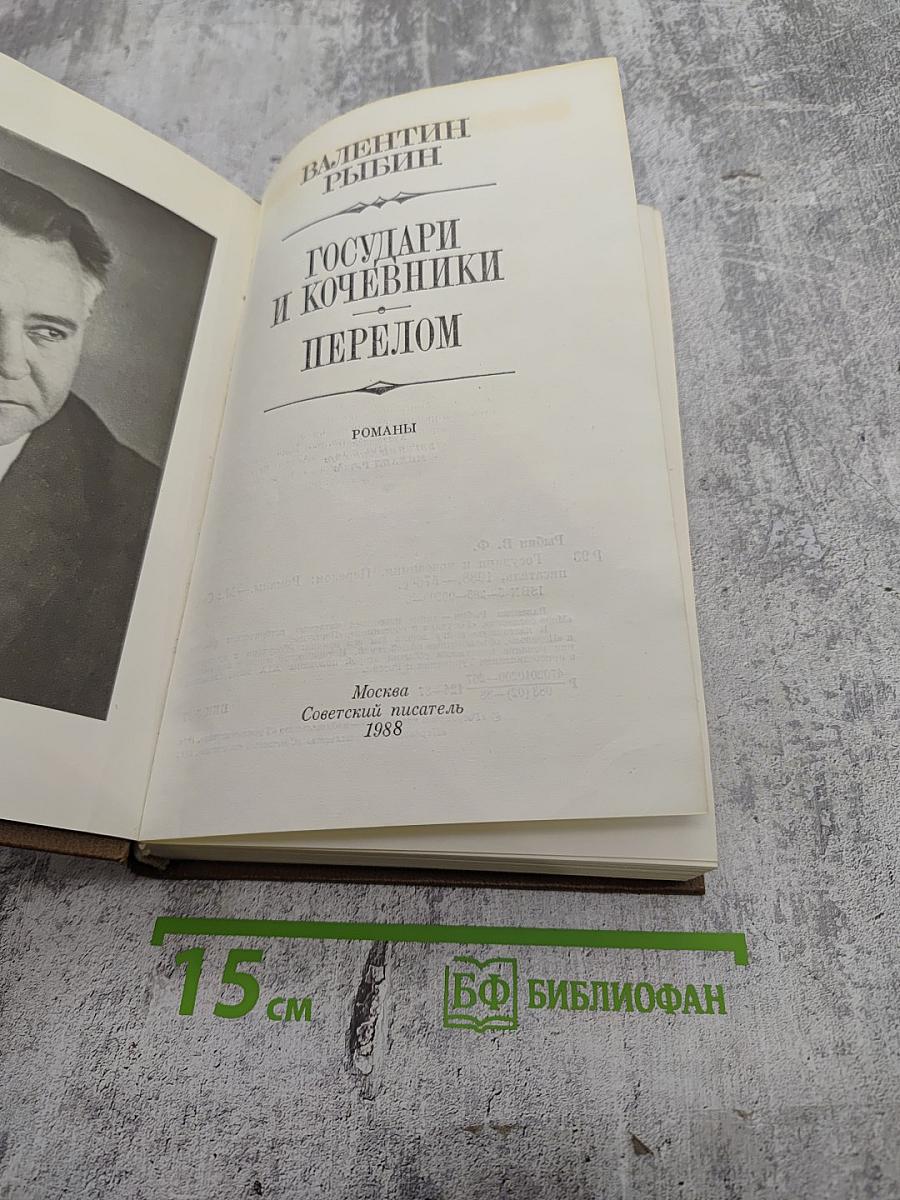 ВАЛЕНТИН
РЫБИН
ГОСУДАРИ
И КОЧЕВНИКИ
ПЕРЕЛОМ
РОМАНЫ
Москва
Советский писатель
1988
15 см
БФ БИБЛИОФАН